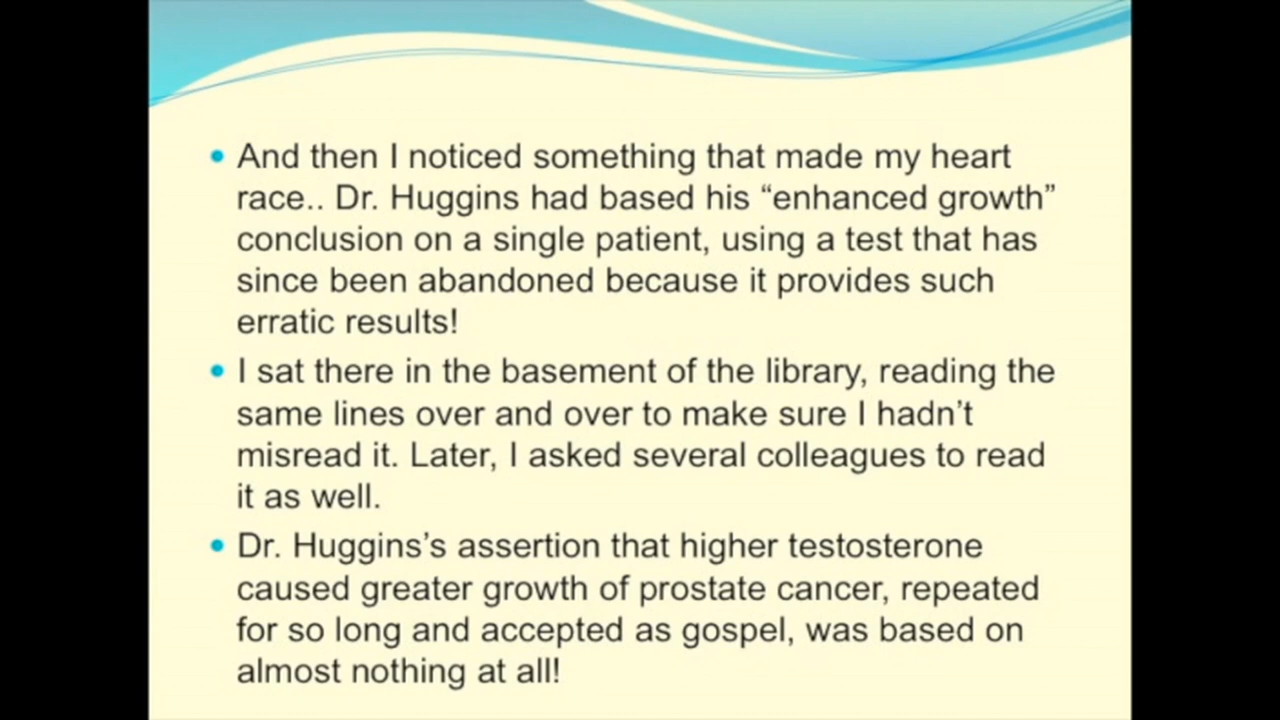 • And then I noticed something that made my heart
race.. Dr. Huggins had based his “enhanced growth”
conclusion on a single patient, using a test that has
since been abandoned because it provides such
erratic results!
• I sat there in the basement of the library, reading the
same lines over and over to make sure I hadn’t
misread it. Later, I asked several colleagues to read
it as well.
• Dr. Huggins’s assertion that higher testosterone
caused greater growth of prostate cancer, repeated
for so long and accepted as gospel, was based on
almost nothing at all!